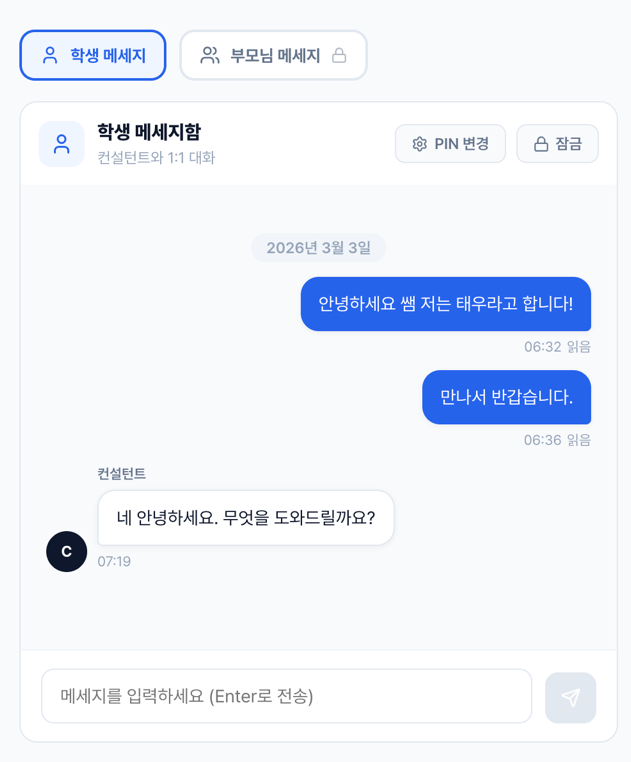 학생 메세지
부모님 메세지
학생 메세지함
컨설턴트와 1:1 대화
PIN 변경
잠금
2026년 3월 3일
안녕하세요 쌤 저는 태우라고 합니다!
06:32 읽음
만나서 반갑습니다.
06:36 읽음
컨설턴트
네 안녕하세요. 무엇을 도와드릴까요?
C
07:19
메세지를 입력하세요 (Enter로 전송)